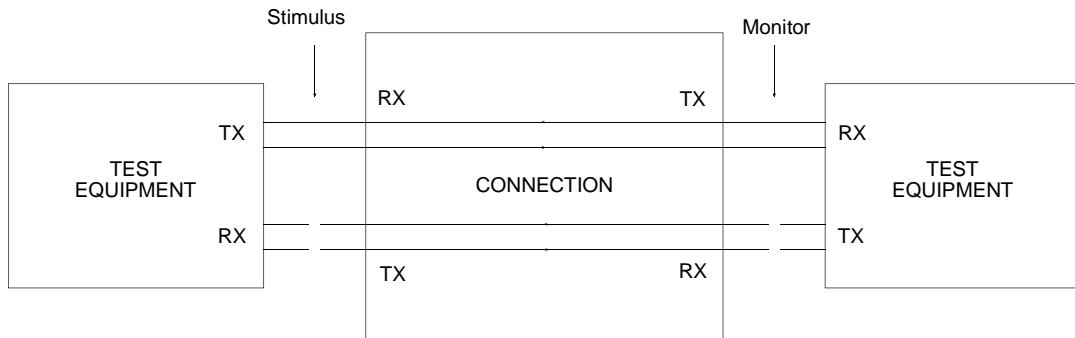 Stimulus
Monitor
RX
TX
TX
RX
TEST
EQUIPMENT
CONNECTION
TEST
EQUIPMENT
RX
TX
TX
RX